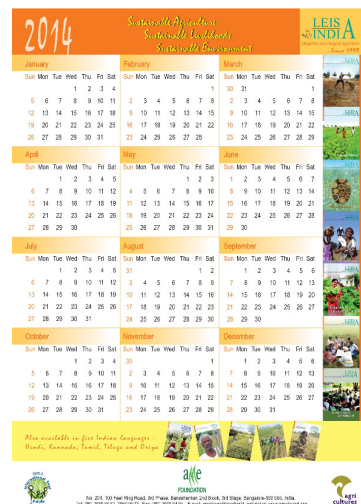 2014
Sustainable Agriculture
Sustainable Livelihoods
Sustainable Environment
LEIS
INDIA
Since 1999
January
Sun Mon Tue Wed Thu Fri Sat
1 2 3 4
5 6 7 8 9 10 11
12 13 14 15 16 17 18
19 20 21 22 23 24 25
26 27 28 29 30 31
February
Sun Mon Tue Wed Thu Fri Sat
1
2 3 4 5 6 7 8
9 10 11 12 13 14 15
16 17 18 19 20 21 22
23 24 25 26 27 28
March
Sun Mon Tue Wed Thu Fri Sat
30 31 1
2 3 4 5 6 7 8
9 10 11 12 13 14 15
16 17 18 19 20 21 22
23 24 25 26 27 28 29
April
Sun Mon Tue Wed Thu Fri Sat
1 2 3 4 5
6 7 8 9 10 11 12
13 14 15 16 17 18 19
20 21 22 23 24 25 26
27 28 29 30
May
Sun Mon Tue Wed Thu Fri Sat
1 2 3
4 5 6 7 8 9 10
11 12 13 14 15 16 17
18 19 20 21 22 23 24
25 26 27 28 29 30 31
June
Sun Mon Tue Wed Thu Fri Sat
1 2 3 4 5 6 7
8 9 10 11 12 13 14
15 16 17 18 19 20 21
22 23 24 25 26 27 28
29 30
July
Sun Mon Tue Wed Thu Fri Sat
1 2 3 4 5
6 7 8 9 10 11 12
13 14 15 16 17 18 19
20 21 22 23 24 25 26
27 28 29 30 31
August
Sun Mon Tue Wed Thu Fri Sat
31 1 2
3 4 5 6 7 8 9
10 11 12 13 14 15 16
17 18 19 20 21 22 23
24 25 26 27 28 29 30
September
Sun Mon Tue Wed Thu Fri Sat
1 2 3 4 5 6
7 8 9 10 11 12 13
14 15 16 17 18 19 20
21 22 23 24 25 26 27
28 29 30
October
Sun Mon Tue Wed Thu Fri Sat
1 2 3 4
5 6 7 8 9 10 11
12 13 14 15 16 17 18
19 20 21 22 23 24 25
26 27 28 29 30 31
November
Sun Mon Tue Wed Thu Fri Sat
30 1
2 3 4 5 6 7 8
9 10 11 12 13 14 15
16 17 18 19 20 21 22
23 24 25 26 27 28 29
December
Sun Mon Tue Wed Thu Fri Sat
1 2 3 4 5 6
7 8 9 10 11 12 13
14 15 16 17 18 19 20
21 22 23 24 25 26 27
28 29 30 31
Also available in five Indian languages -
Hindi, Kannada, Tamil, Telugu and Oriya
ame
FOUNDATION
No. 204, 100 Feet Ring Road, 3rd Phase, Banashankari 2nd Block, 3rd Stage, Bangalore-560 085, India.
agri
cultures